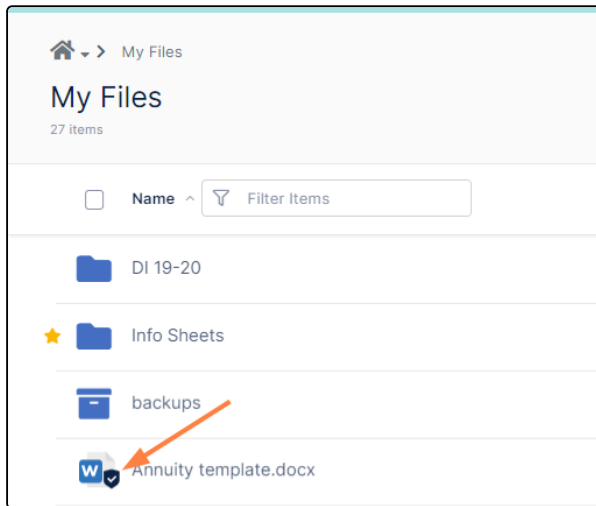 My Files
My Files
27 items
Name Filter Items
DI 19-20
Info Sheets
backups
W Annuity template.docx